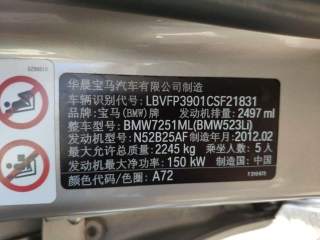 华晨宝马汽车有限公司制造
车辆识别代号: LBVFP3901CSF21831
品牌: 宝马(BMW)牌 发动机排量: 2497 ml
整车型号: BMW7251ML(BMW523Li)
发动机型号: N52B25AF 制造年月: 2012.02
最大允许总质量: 2245 kg 乘坐人数: 5 人
发动机最大净功率: 150 kW 制造国: 中国
颜色代码/色圈: A72